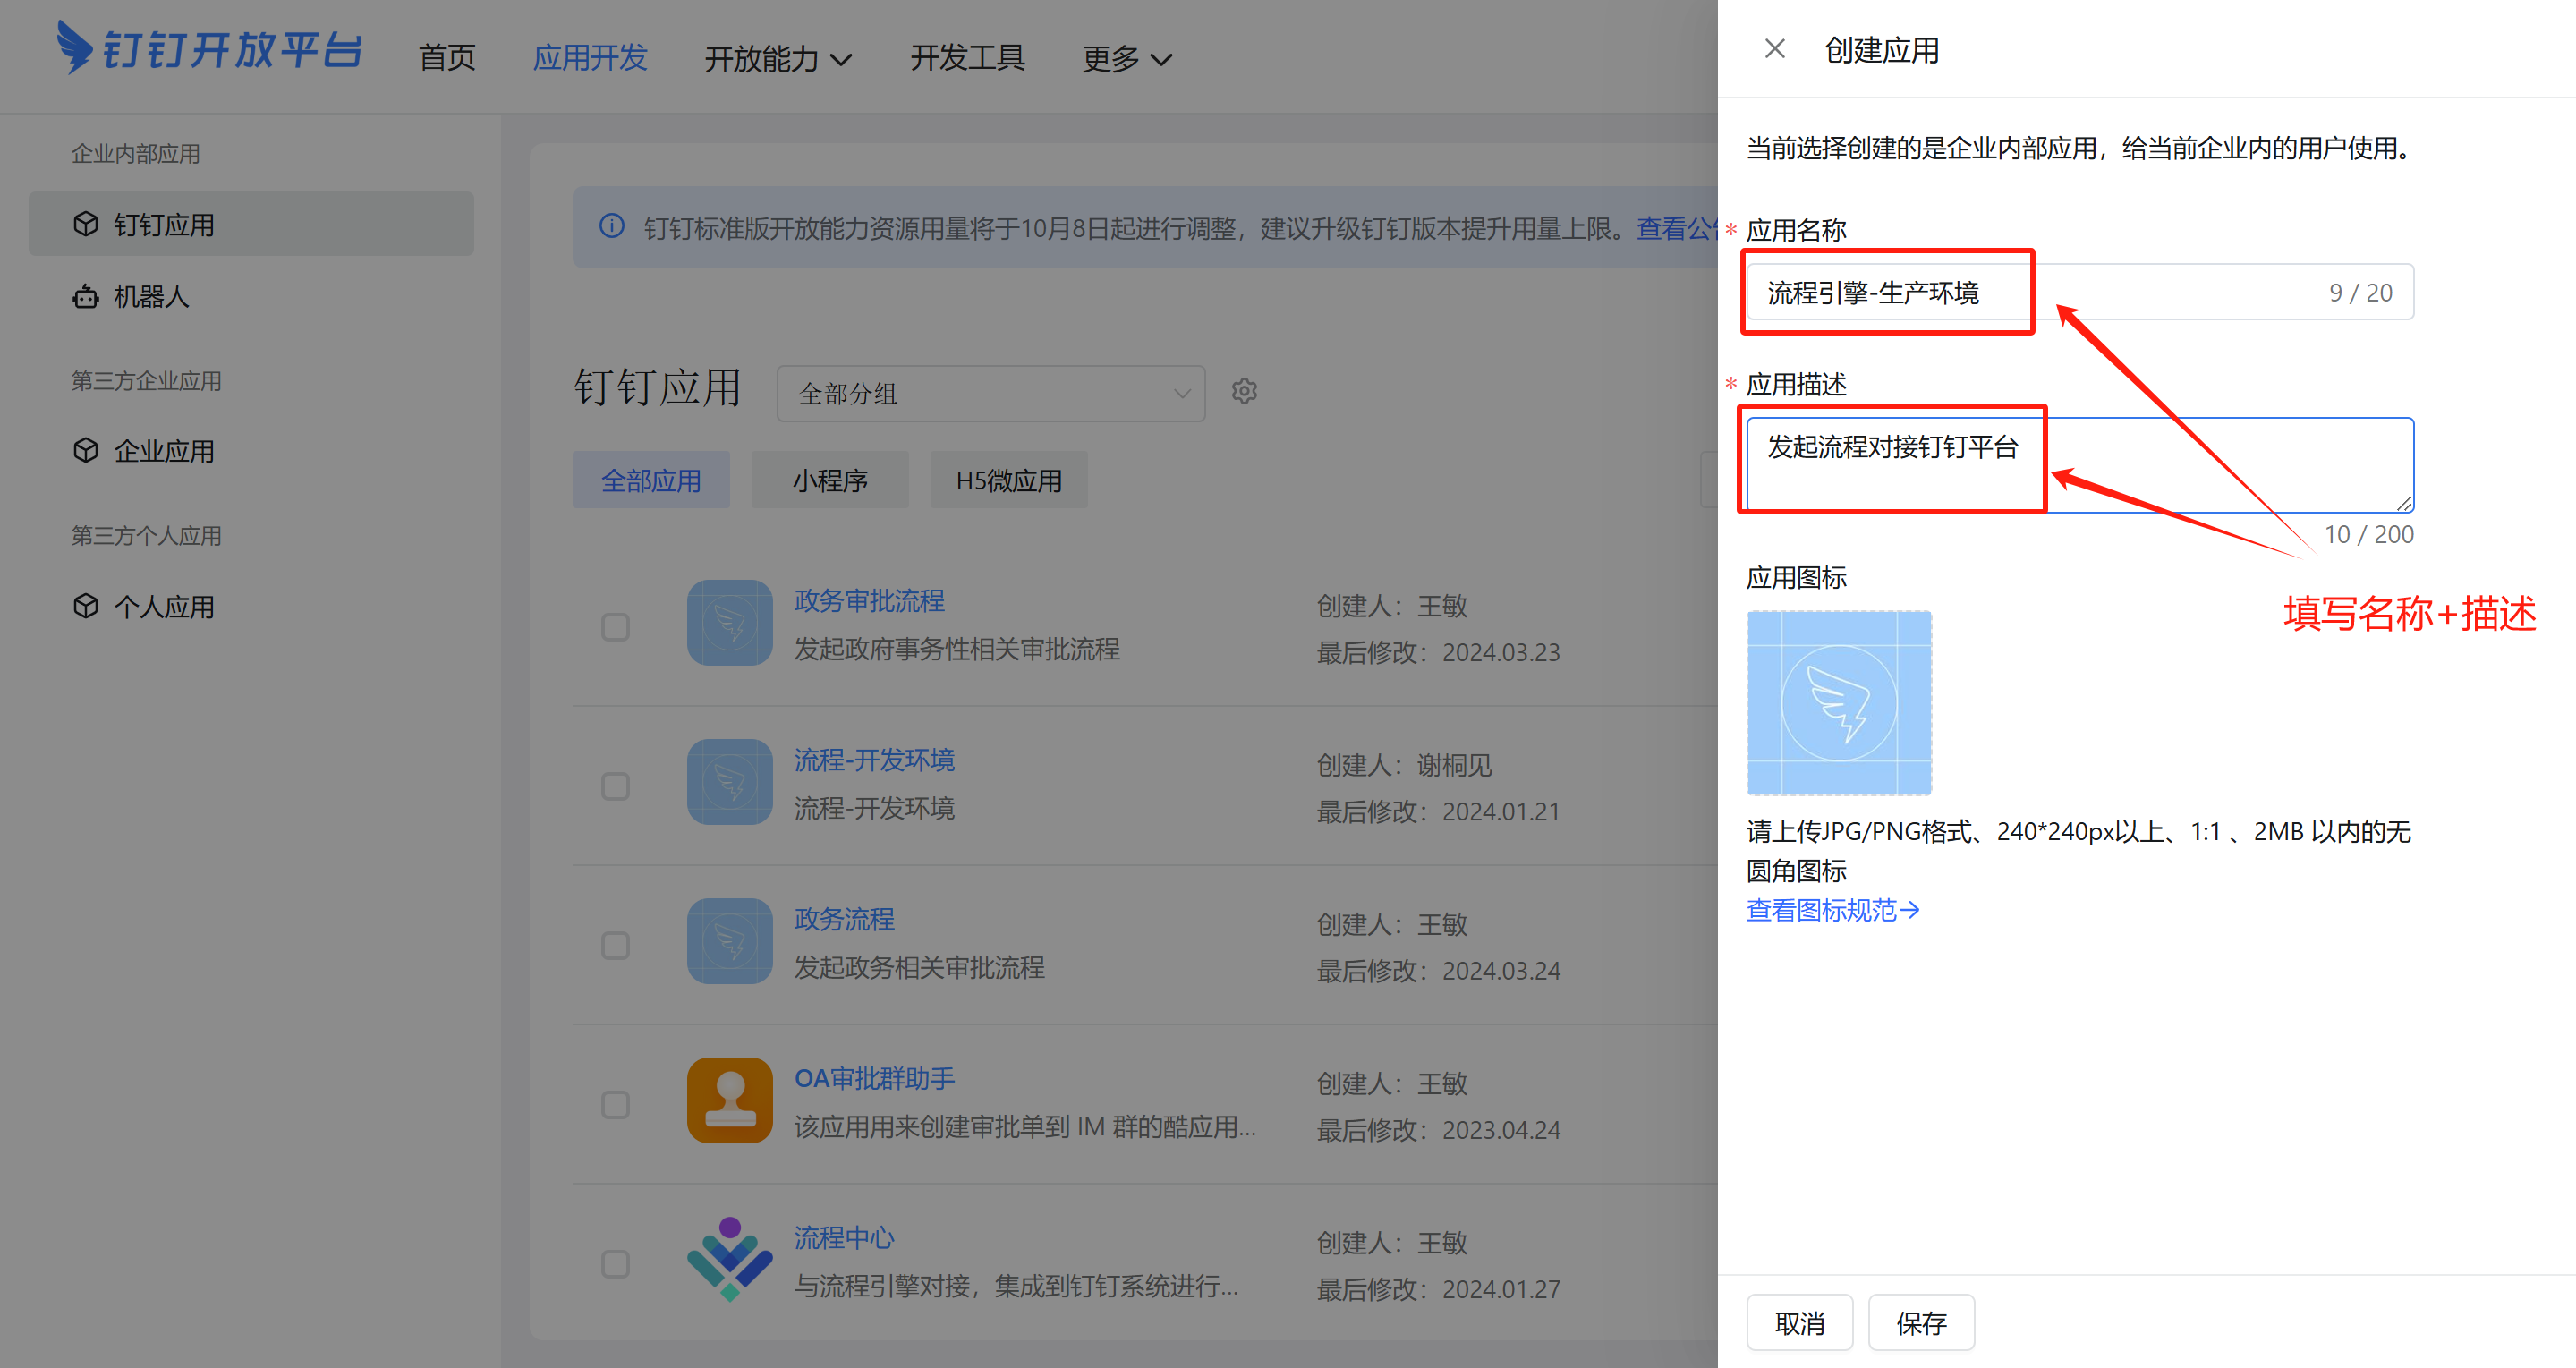 钉钉开放平台
首页
应用开发
开放能力
开发工具
更多
企业内部应用
钉钉应用
机器人
第三方企业应用
企业应用
第三方个人应用
个人应用
钉钉标准版开放能力资源用量将于10月8日起进行调整，建议升级钉钉版本提升用量上限。查看公
钉钉应用
全部分组
全部应用
小程序
H5微应用
政务审批流程
发起政府事务性相关审批流程
创建人：王敏
最后修改：2024.03.23
流程-开发环境
流程-开发环境
创建人：谢桐见
最后修改：2024.01.21
政务流程
发起政务相关审批流程
创建人：王敏
最后修改：2024.03.24
OA审批群助手
该应用用来创建审批单到 IM 群的酷应用...
创建人：王敏
最后修改：2023.04.24
流程中心
与流程引擎对接，集成到钉钉系统进行...
创建人：王敏
最后修改：2024.01.27
创建应用
当前选择创建的是企业内部应用，给当前企业内的用户使用。
* 应用名称
流程引擎-生产环境
9 / 20
* 应用描述
发起流程对接钉钉平台
10 / 200
填写名称+描述
应用图标
请上传JPG/PNG格式、240*240px以上、1:1 、2MB 以内的无
圆角图标
查看图标规范→
取消
保存